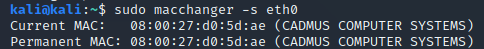 kali@kali:~$ sudo macchanger -s eth0
Current MAC:   08:00:27:d0:5d:ae (CADMUS COMPUTER SYSTEMS)
Permanent MAC: 08:00:27:d0:5d:ae (CADMUS COMPUTER SYSTEMS)